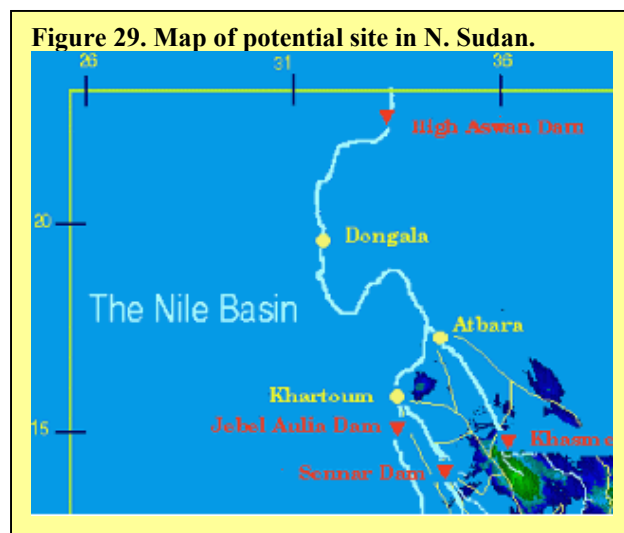 Figure 29. Map of potential site in N. Sudan.
26
31
36
High Aswan Dam
20
Dongala
The Nile Basin
Atbara
Khartoum
Jebel Aulia Dam
15
Khasm
Sennar Dam